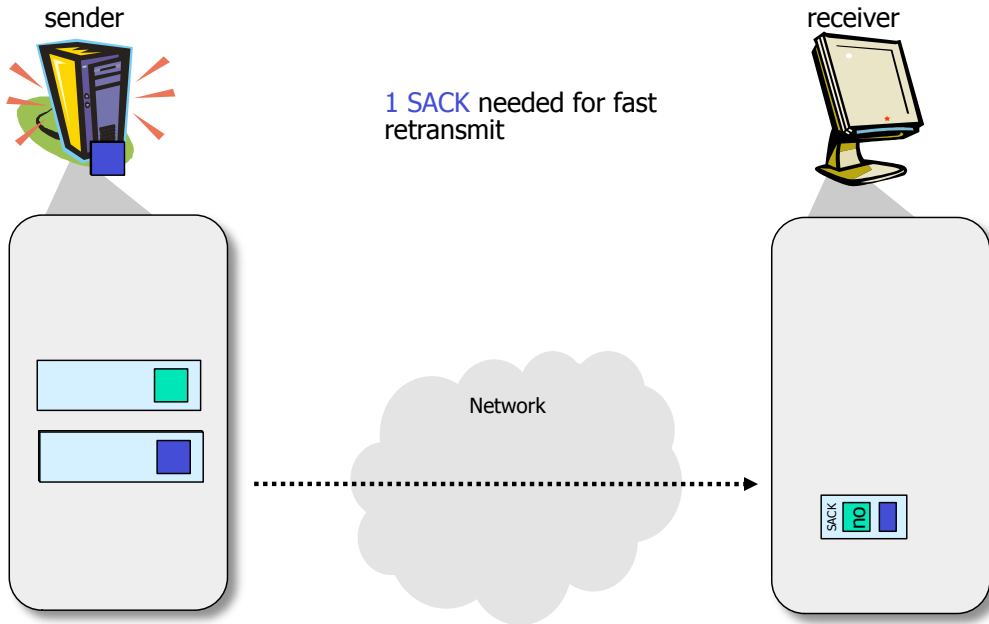 sender
receiver
1 SACK needed for fast
retransmit
Network
SACK
no